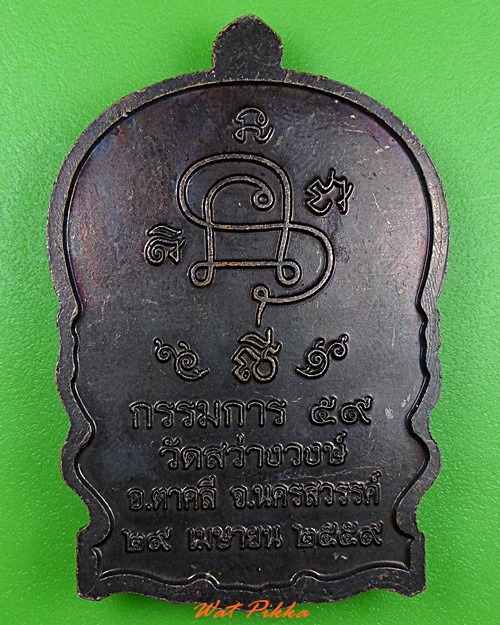 กรรมการ ๕๙
วัดสว่างวงษ์
อ.ตาคลี จ.นครสวรรค์
๒๙ เมษายน ๒๕๕๙
Wat Pikka